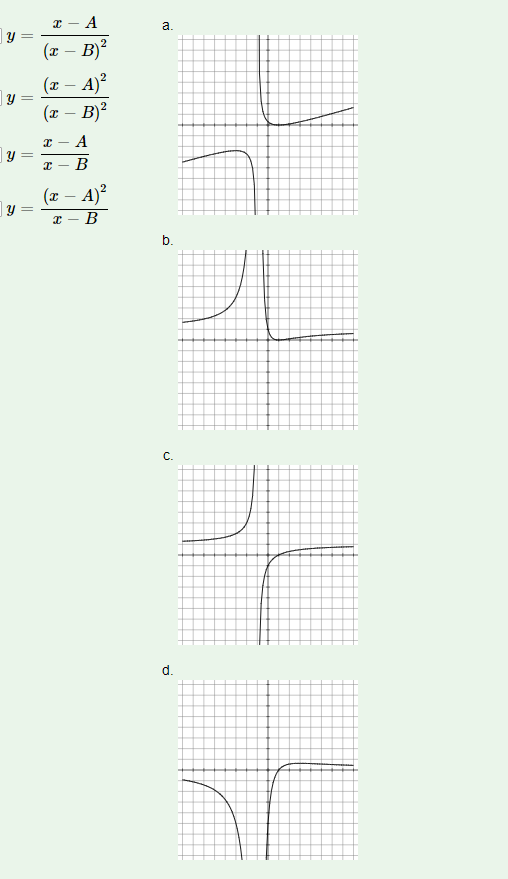 y = (x − A) / (x − B)²
y = (x − A)² / (x − B)²
y = (x − A) / (x − B)
y = (x − A)² / (x − B)
a.
b.
c.
d.